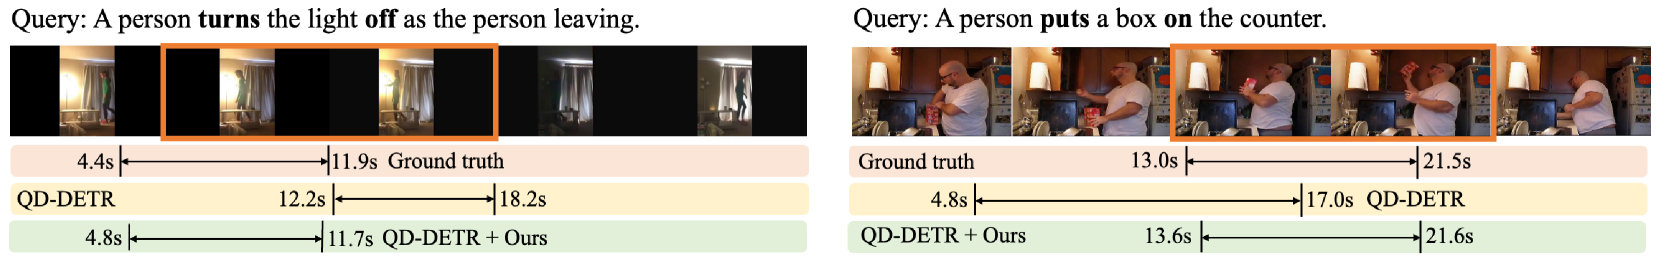 Query: A person turns the light off as the person leaving.
4.4s 11.9s Ground truth
QD-DETR 12.2s 18.2s
4.8s 11.7s QD-DETR + Ours
Query: A person puts a box on the counter.
Ground truth 13.0s 21.5s
4.8s 17.0s QD-DETR
QD-DETR + Ours 13.6s 21.6s